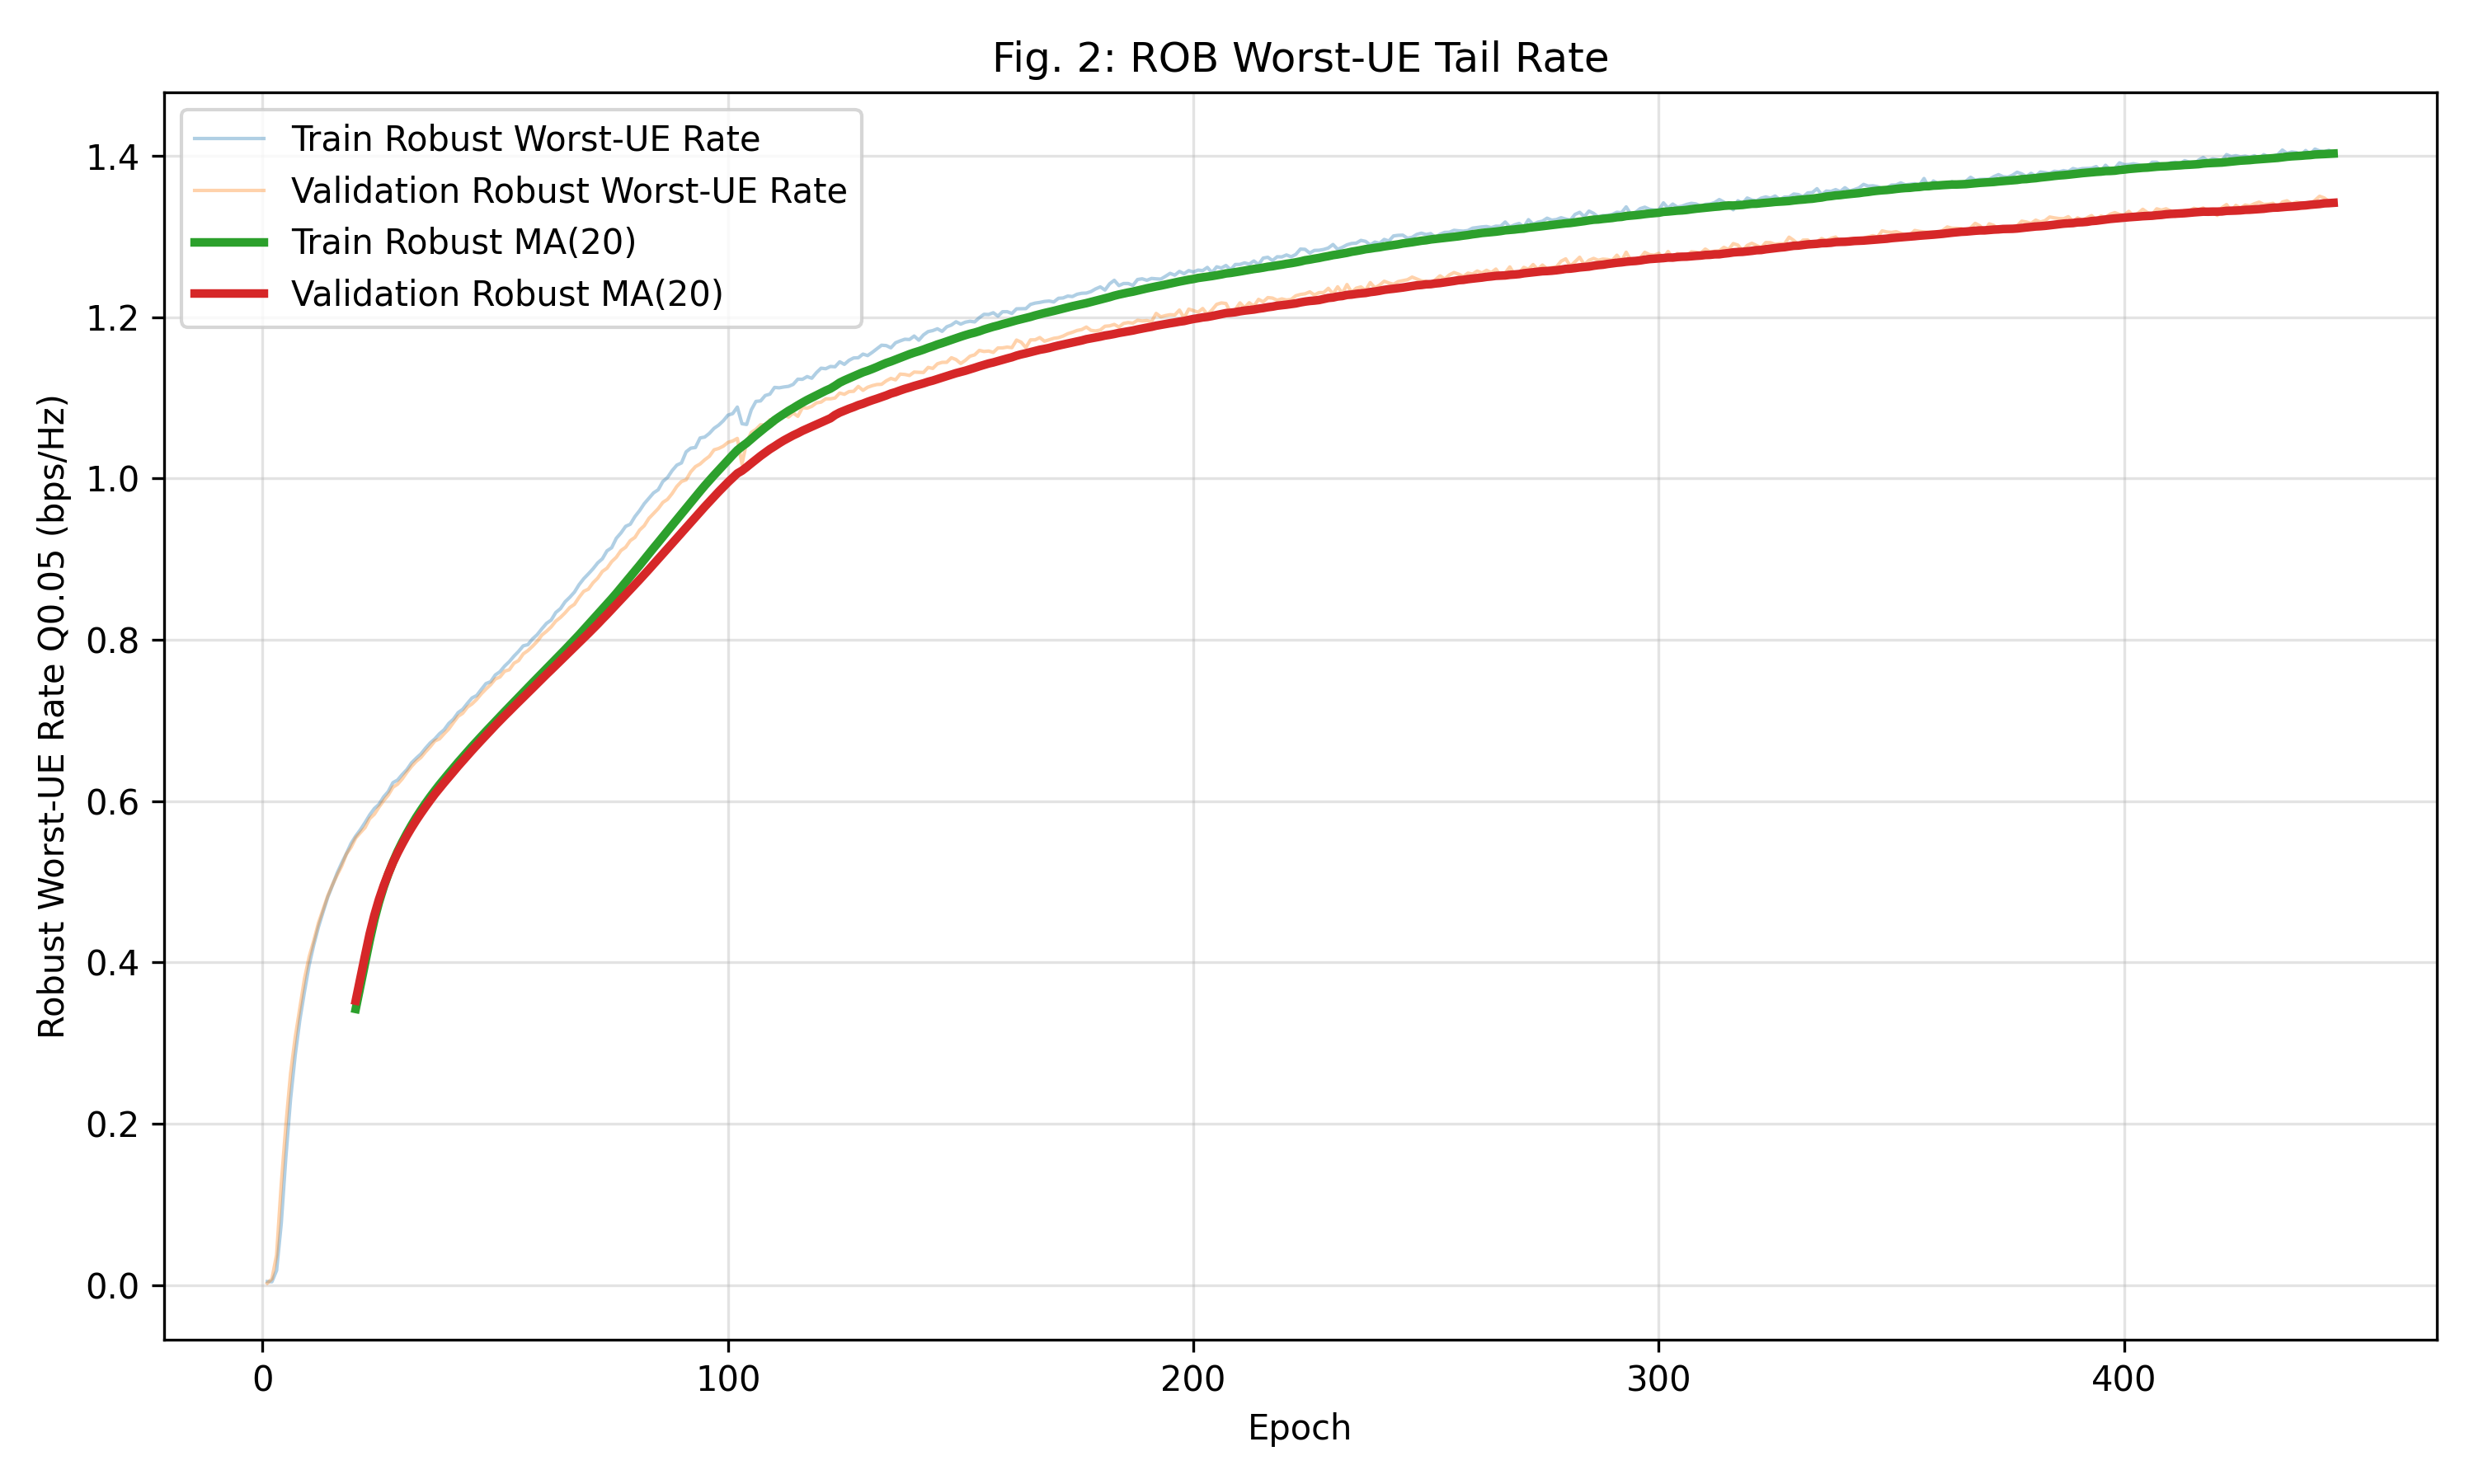 Fig. 2: ROB Worst-UE Tail Rate
Train Robust Worst-UE Rate
Validation Robust Worst-UE Rate
Train Robust MA(20)
Validation Robust MA(20)
Robust Worst-UE Rate Q0.05 (bps/Hz)
1.4
1.2
1.0
0.8
0.6
0.4
0.2
0.0
0 100 200 300 400
Epoch